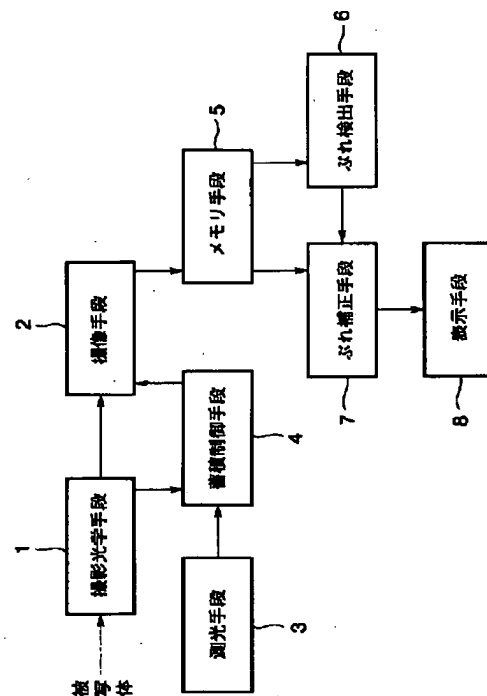 被写体
1
撮影光学手段
2
撮像手段
3
測光手段
4
蓄積制御手段
5
メモリ手段
6
ぶれ検出手段
7
ぶれ補正手段
8
表示手段